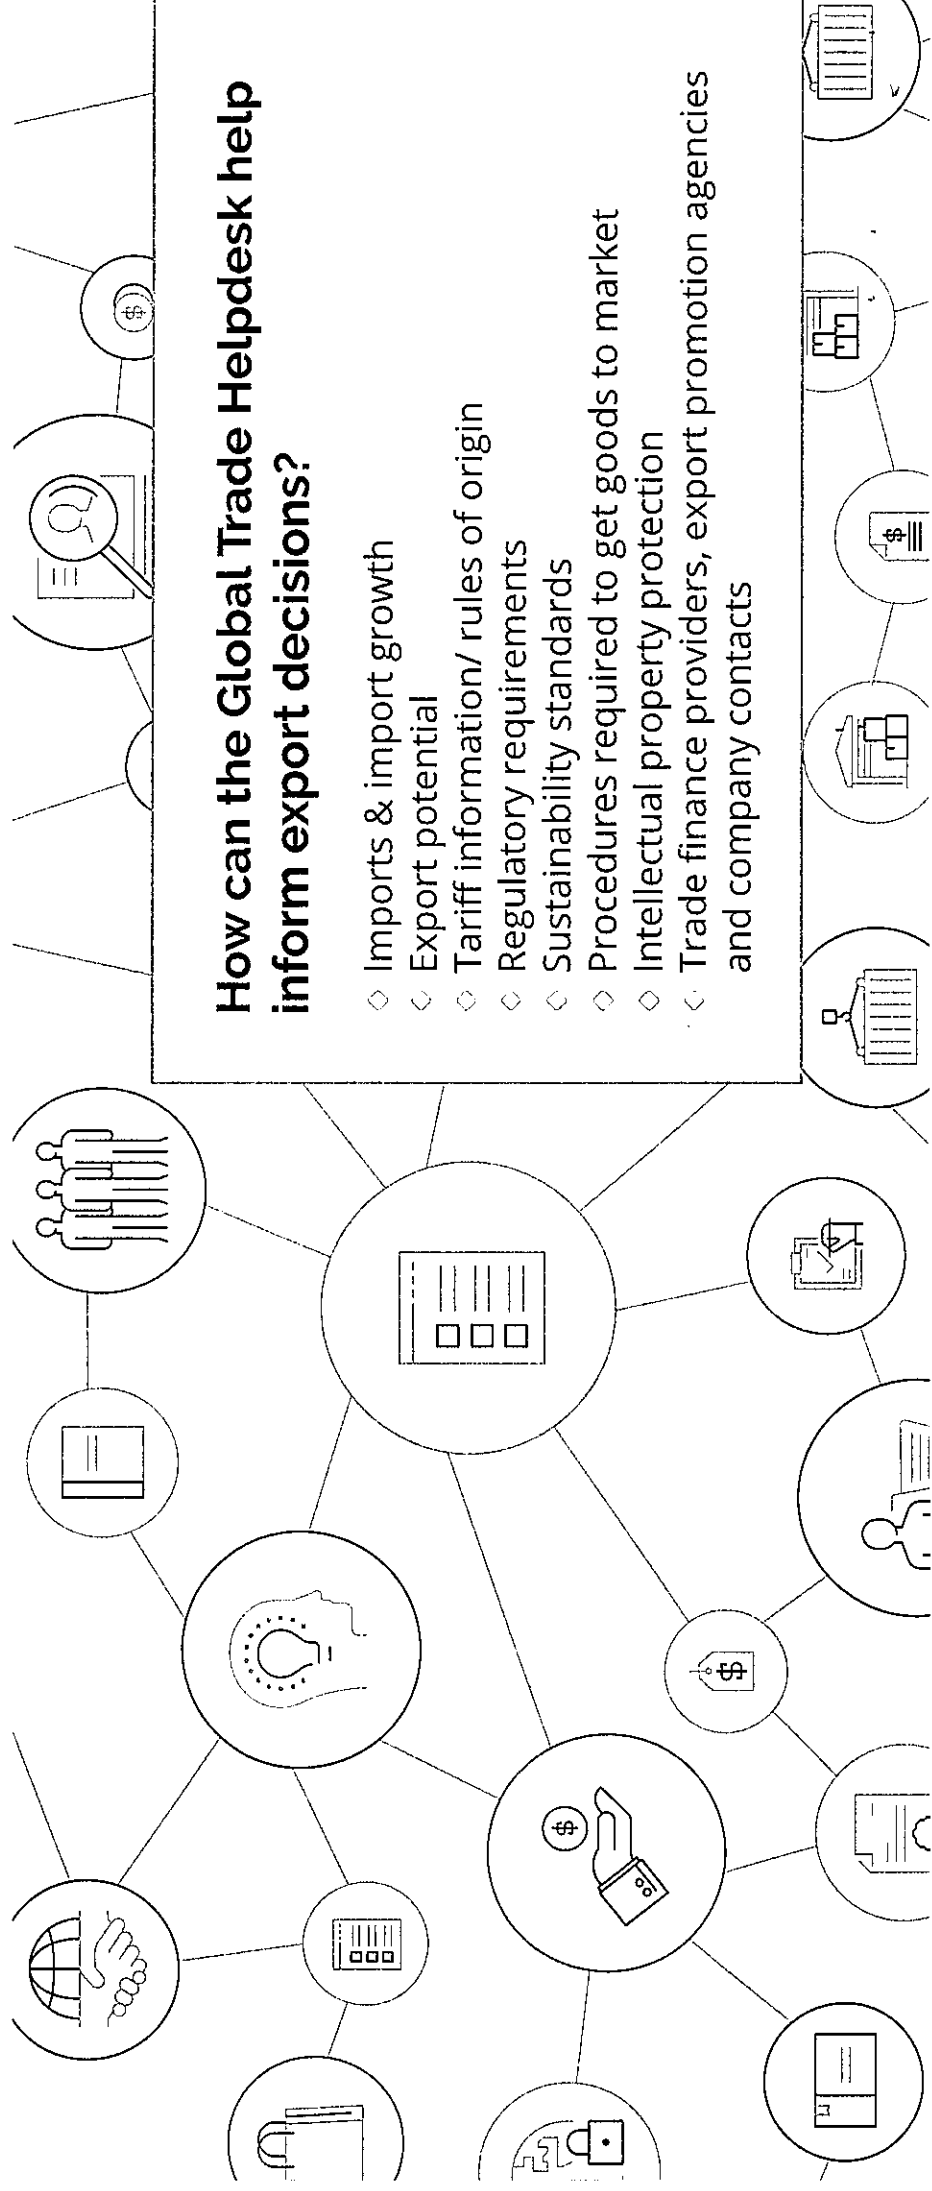 How can the Global Trade Helpdesk help
inform export decisions?
◇ Imports & import growth
◇ Export potential
◇ Tariff information/ rules of origin
◇ Regulatory requirements
◇ Sustainability standards
◇ Procedures required to get goods to market
◇ Intellectual property protection
◇ Trade finance providers, export promotion agencies
and company contacts